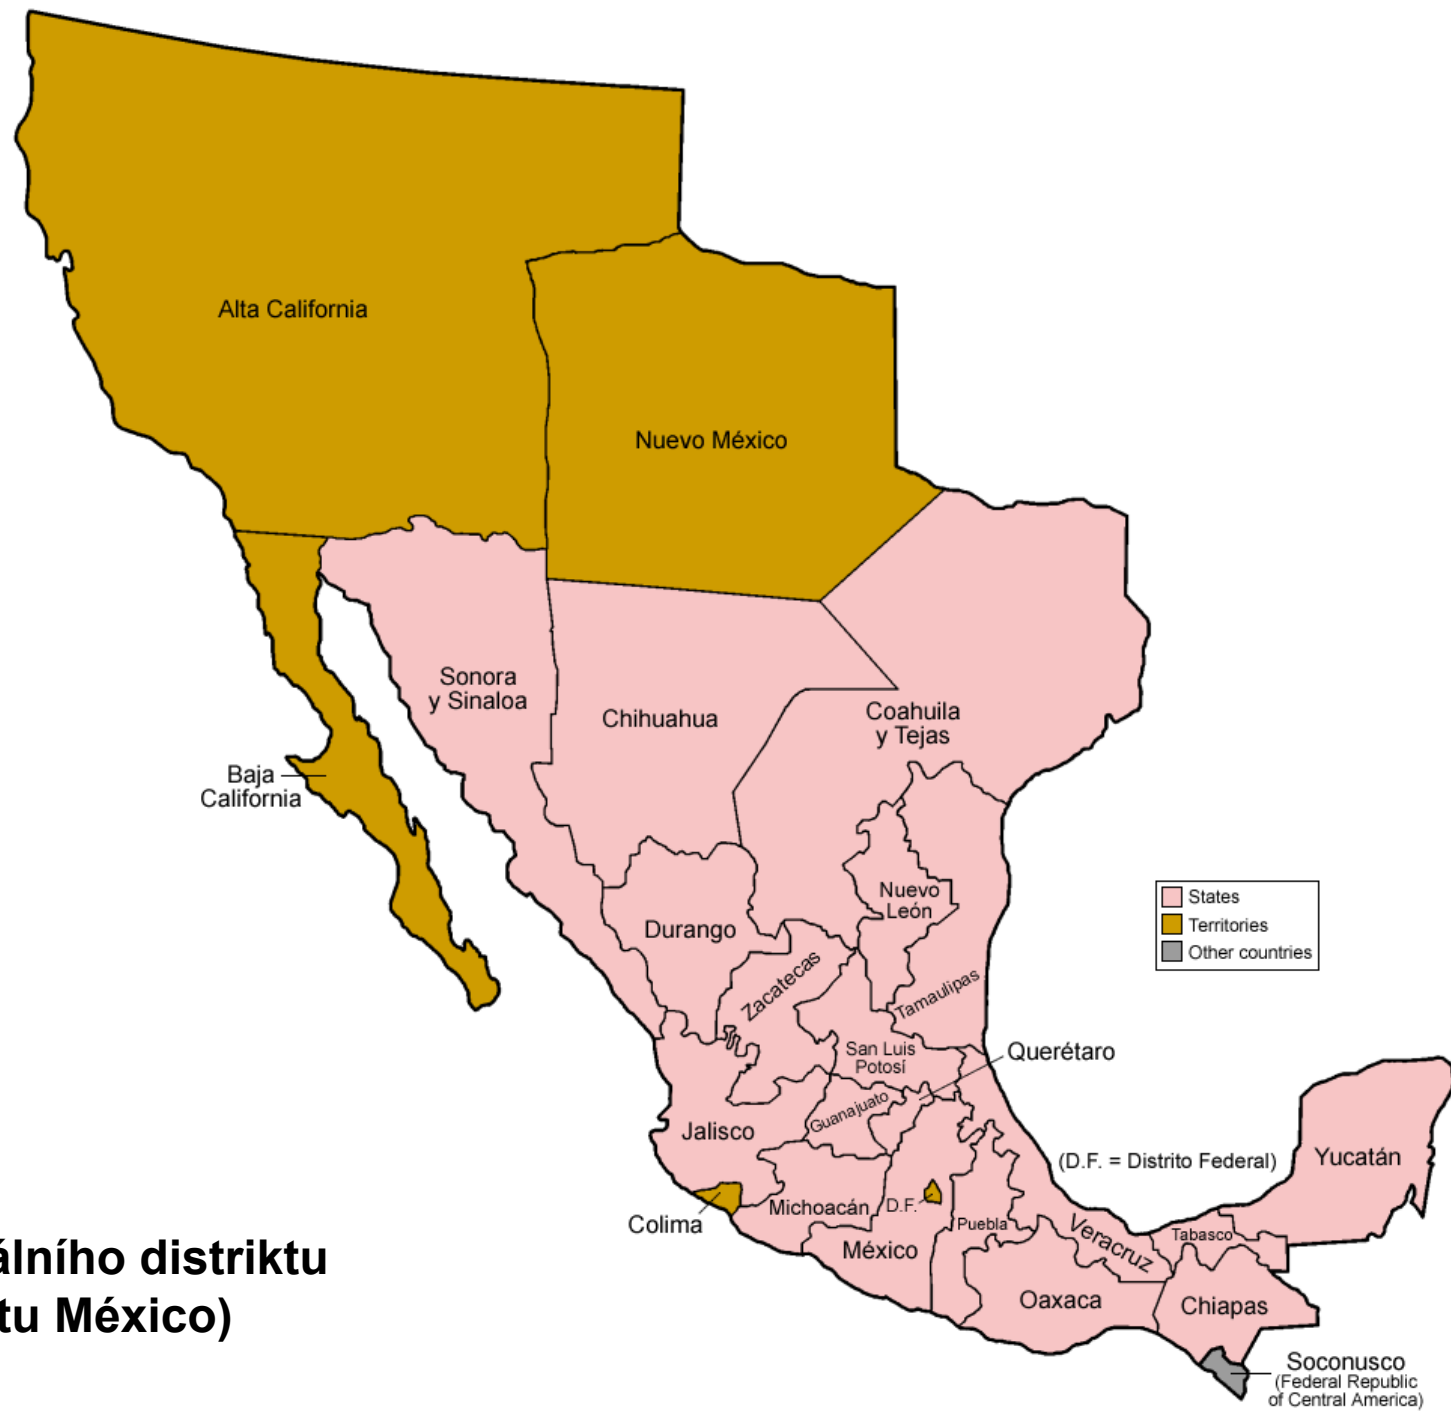 Alta California
Nuevo México
Sonora
y Sinaloa
Chihuahua
Coahuila
y Tejas
Baja
California
Nuevo
León
States
Territories
Other countries
Durango
Zacatecas
Tamaulipas
San Luis
Potosí
Querétaro
Guanajuato
Jalisco
(D.F. = Distrito Federal)
Yucatán
Michoacán
D.F.
Colima
Puebla
Veracruz
Tabasco
México
Oaxaca
Chiapas
álního distriktu
tu México)
Soconusco
(Federal Republic
of Central America)